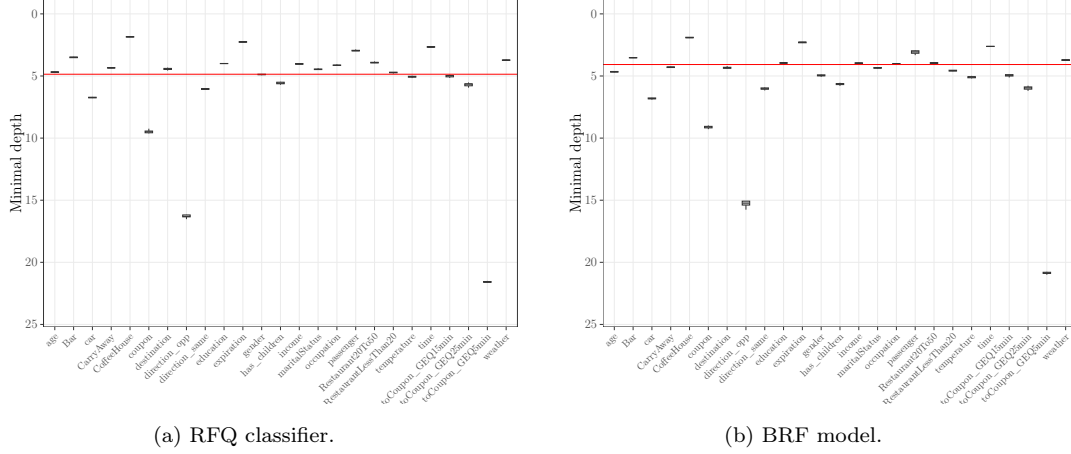 0
5
10
15
20
25
Minimal depth
age
Bar
car
CarryAway
CoffeeHouse
coupon
destination
direction_opp
direction_same
education
expiration
gender
has_children
income
maritalStatus
occupation
passenger
Restaurant20To50
RestaurantLessThan20
temperature
time
toCoupon_GEQ15min
toCoupon_GEQ25min
toCoupon_GEQ5min
weather
(a) RFQ classifier.
0
5
10
15
20
25
Minimal depth
age
Bar
car
CarryAway
CoffeeHouse
coupon
destination
direction_opp
direction_same
education
expiration
gender
has_children
income
maritalStatus
occupation
passenger
Restaurant20To50
RestaurantLessThan20
temperature
time
toCoupon_GEQ15min
toCoupon_GEQ25min
toCoupon_GEQ5min
weather
(b) BRF model.